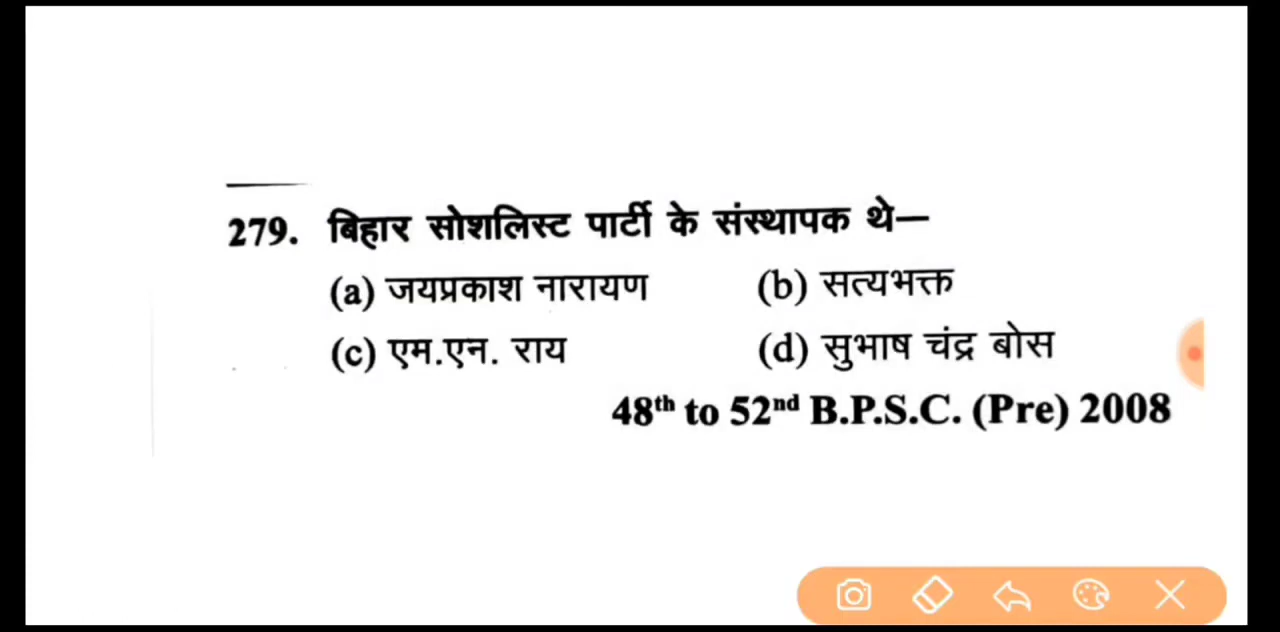 279. बिहार सोशलिस्ट पार्टी के संस्थापक थे—
(a) जयप्रकाश नारायण (b) सत्यभक्त
(c) एम.एन. राय (d) सुभाष चंद्र बोस
48th to 52nd B.P.S.C. (Pre) 2008